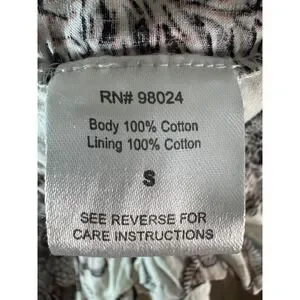 RN# 98024
Body 100% Cotton
Lining 100% Cotton
S
SEE REVERSE FOR
CARE INSTRUCTIONS